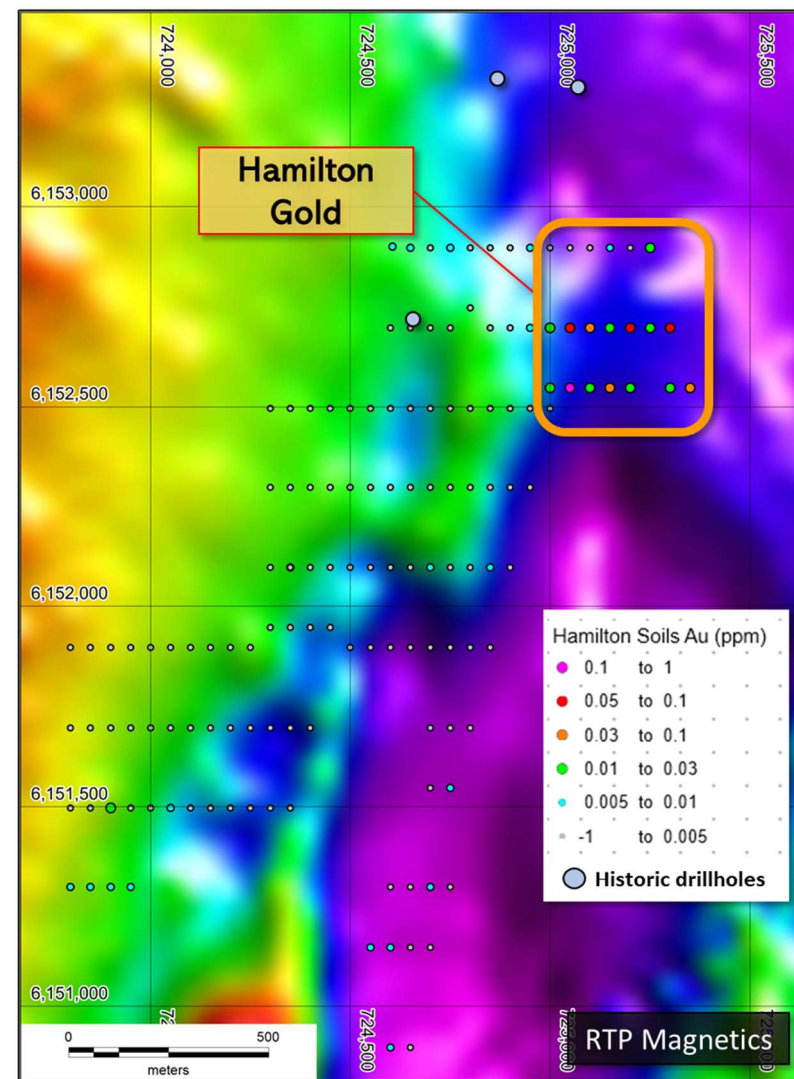 724,000
724,500
725,000
725,500
Hamilton
Gold
6,153,000
6,152,500
6,152,000
Hamilton Soils Au (ppm)
0.1 to 1
0.05 to 0.1
0.03 to 0.1
0.01 to 0.03
0.005 to 0.01
-1 to 0.005
Historic drillholes
6,151,500
6,151,000
724,500
0 500
meters
RTP Magnetics